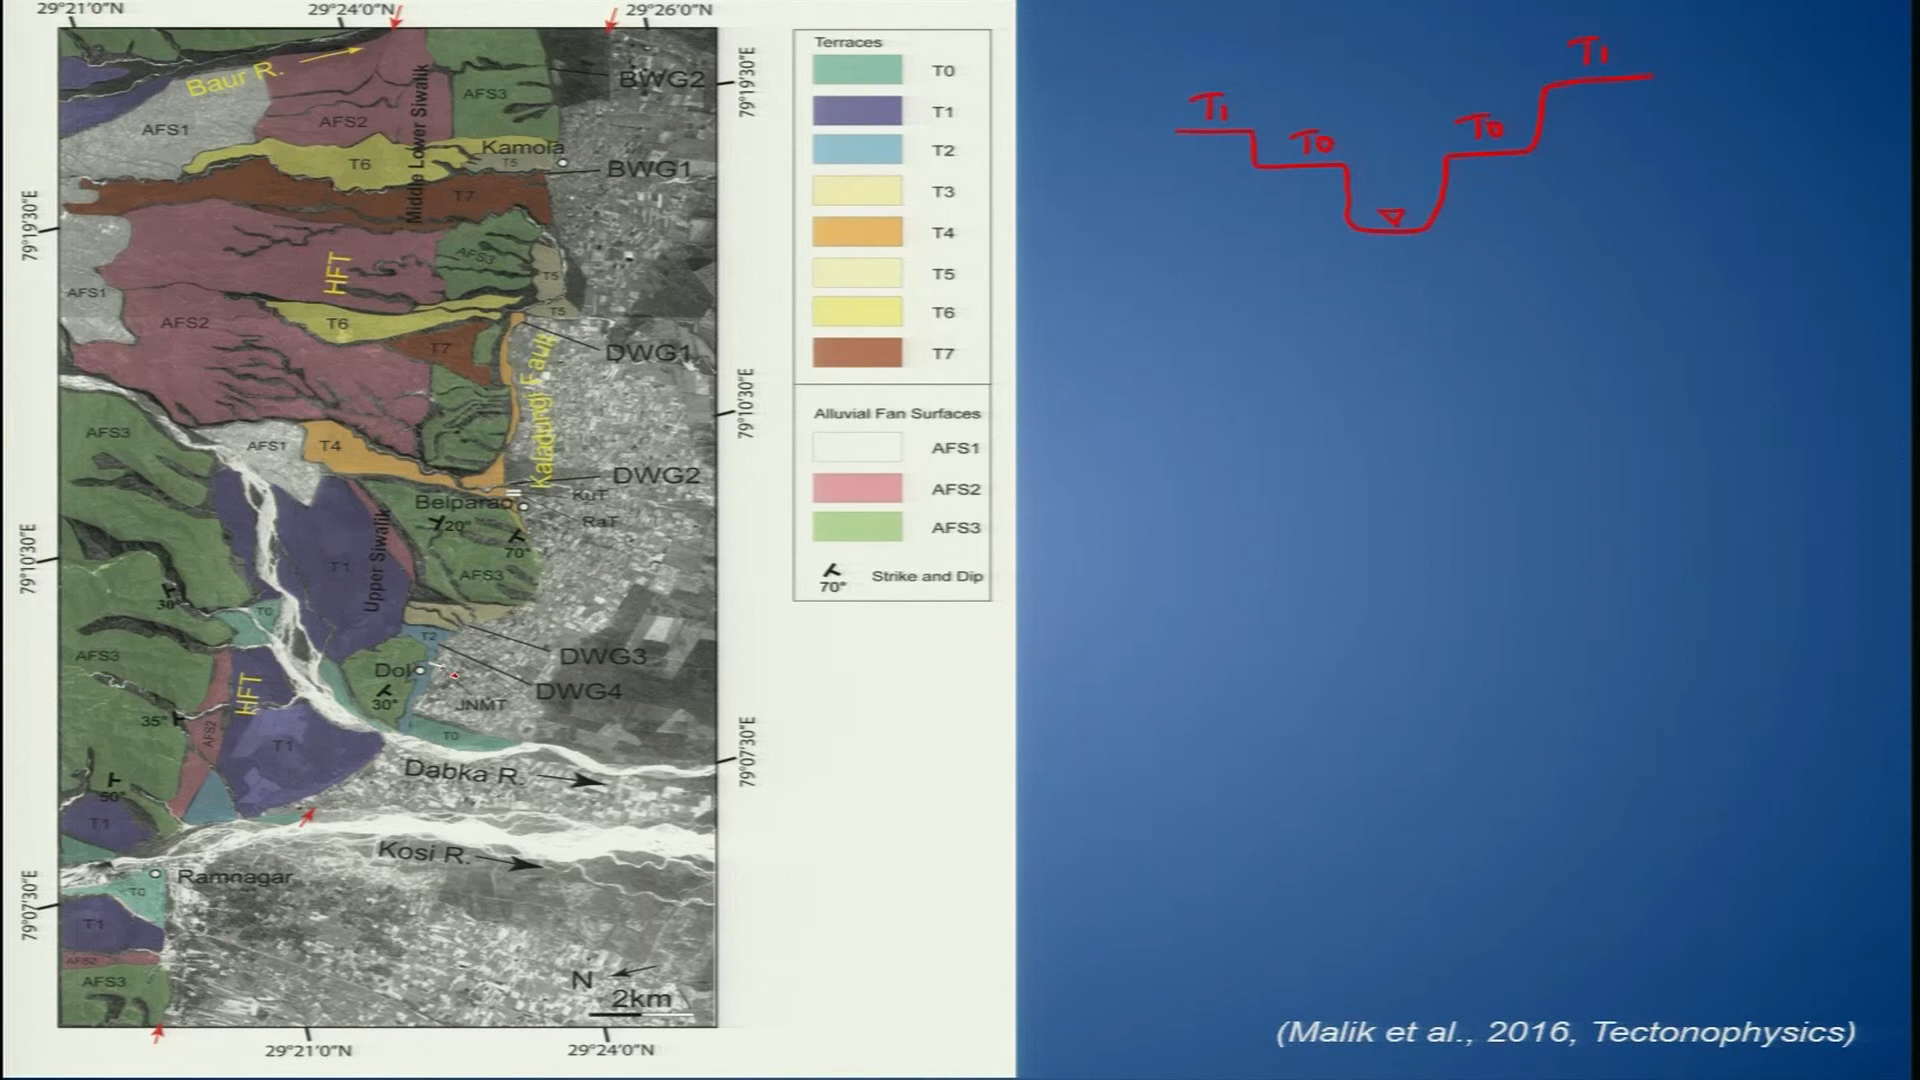 29°21'0"N 29°24'0"N 29°26'0"N
Baur R.
BWG2
79°19'30"E
AFS3
AFS1
AFS2
Middle Lower Siwalik
Kamola
T6
T5
BWG1
T7
79°19'30"E
AFS3
HFT
T5
AFS1
T5
AFS2
T6
T7
DWG1
Kaladungi Fault
79°10'30"E
AFS3
AFS1
T4
DWG2
Belparao
KuT
20°
RaT
70°
79°10'30"E
Upper Siwalik
T1
AFS3
30°
T0
T2
DWG3
AFS3
Dol
DWG4
HFT
30°
JNMT
35°
AFS2
T1
T0
79°07'30"E
Dabka R.
50°
T1
Kosi R.
Ramnagar
79°07'30"E
T0
T1
AFS2
AFS3
N
2km
29°21'0"N 29°24'0"N
Terraces
T0
T1
T2
T3
T4
T5
T6
T7
Alluvial Fan Surfaces
AFS1
AFS2
AFS3
70° Strike and Dip
T1
T1
T0
T0
(Malik et al., 2016, Tectonophysics)